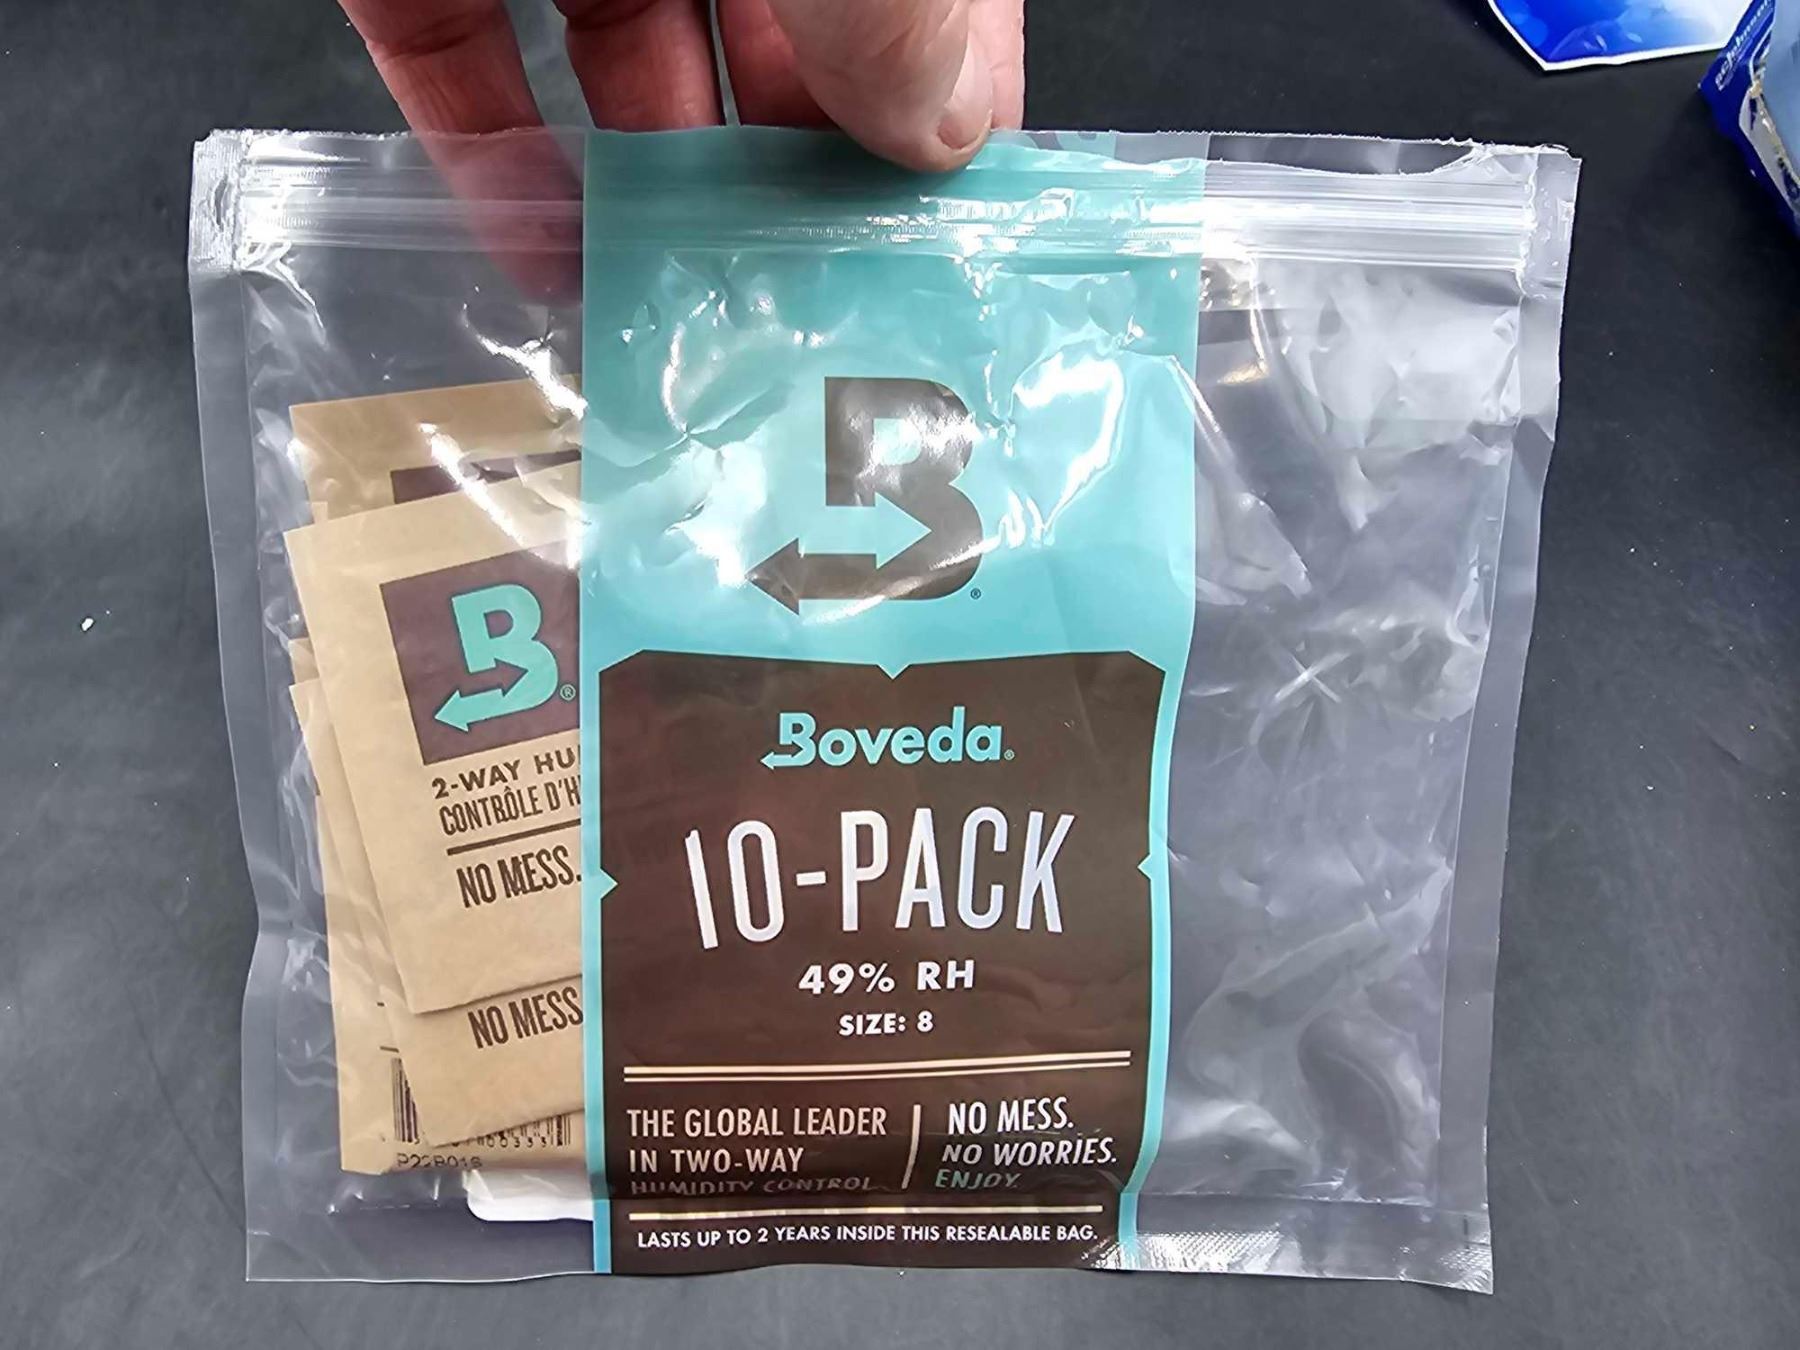 B®
Boveda®
10-PACK
49% RH
SIZE: 8
THE GLOBAL LEADER
IN TWO-WAY
HUMIDITY CONTROL
NO MESS.
NO WORRIES.
ENJOY.
LASTS UP TO 2 YEARS INSIDE THIS RESEALABLE BAG.
B®
2-WAY HU
CONTRÔLE D'H
NO MESS.
NO MESS